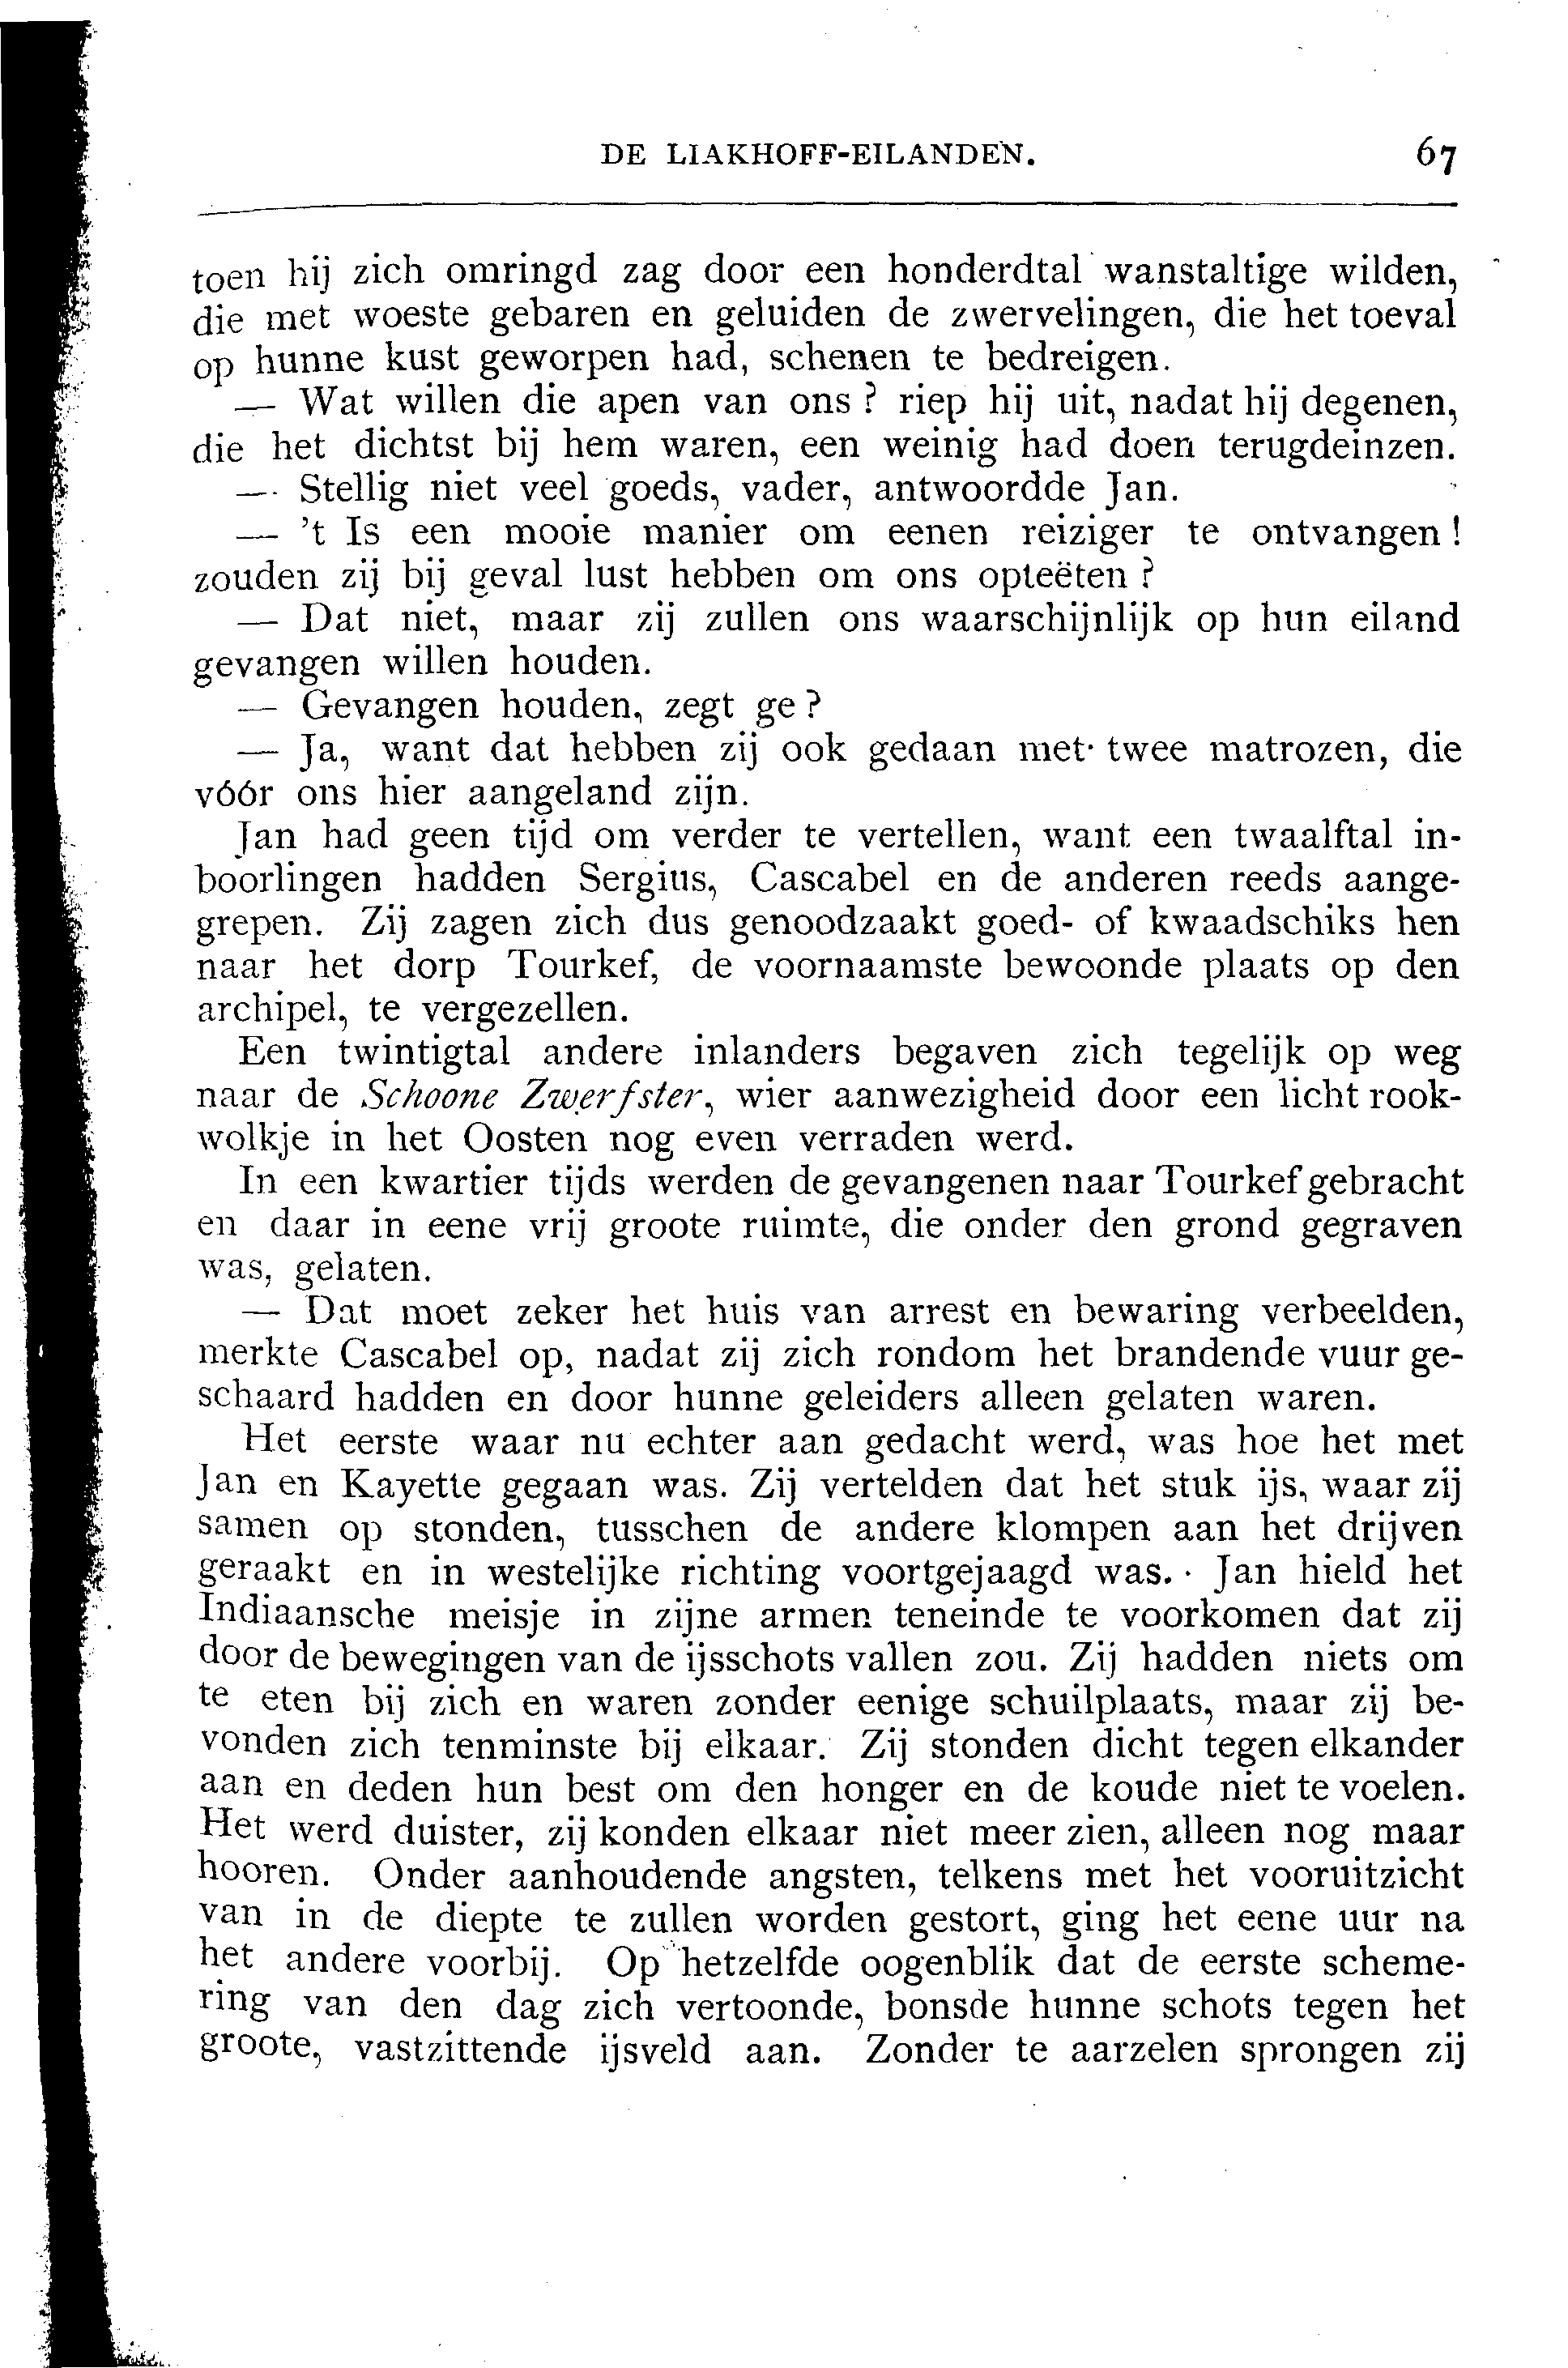 DE LIAKHOFF-EILANDEN. 67
toen hij zich omringd zag door een honderdtal wanstaltige wilden,
die met woeste gebaren en geluiden de zwervelingen, die het toeval
op hunne kust geworpen had, schenen te bedreigen.
— Wat willen die apen van ons ? riep hij uit, nadat hij degenen,
die het dichtst bij hem waren, een weinig had doen terugdeinzen.
— Stellig niet veel goeds, vader, antwoordde Jan.
— 't Is een mooie manier om eenen reiziger te ontvangen !
zouden zij bij geval lust hebben om ons opteëten ?
— Dat niet, maar zij zullen ons waarschijnlijk op hun eiland
gevangen willen houden.
— Gevangen houden, zegt ge ?
— Ja, want dat hebben zij ook gedaan met twee matrozen, die
vóór ons hier aangeland zijn.
Jan had geen tijd om verder te vertellen, want een twaalftal in-
boorlingen hadden Sergius, Cascabel en de anderen reeds aange-
grepen. Zij zagen zich dus genoodzaakt goed- of kwaadschiks hen
naar het dorp Tourkef, de voornaamste bewoonde plaats op den
archipel, te vergezellen.
Een twintigtal andere inlanders begaven zich tegelijk op weg
naar de Schoone Zwerfster, wier aanwezigheid door een licht rook-
wolkje in het Oosten nog even verraden werd.
In een kwartier tijds werden de gevangenen naar Tourkef gebracht
en daar in eene vrij groote ruimte, die onder den grond gegraven
was, gelaten.
— Dat moet zeker het huis van arrest en bewaring verbeelden,
merkte Cascabel op, nadat zij zich rondom het brandende vuur ge-
schaard hadden en door hunne geleiders alleen gelaten waren.
Het eerste waar nu echter aan gedacht werd, was hoe het met
Jan en Kayette gegaan was. Zij vertelden dat het stuk ijs, waar zij
samen op stonden, tusschen de andere klompen aan het drijven
geraakt en in westelijke richting voortgejaagd was. Jan hield het
Indiaansche meisje in zijne armen teneinde te voorkomen dat zij
door de bewegingen van de ijsschots vallen zou. Zij hadden niets om
te eten bij zich en waren zonder eenige schuilplaats, maar zij be-
vonden zich tenminste bij elkaar. Zij stonden dicht tegen elkander
aan en deden hun best om den honger en de koude niet te voelen.
Het werd duister, zij konden elkaar niet meer zien, alleen nog maar
hooren. Onder aanhoudende angsten, telkens met het vooruitzicht
van in de diepte te zullen worden gestort, ging het eene uur na
het andere voorbij. Op hetzelfde oogenblik dat de eerste scheme-
ring van den dag zich vertoonde, bonsde hunne schots tegen het
groote, vastzittende ijsveld aan. Zonder te aarzelen sprongen zij